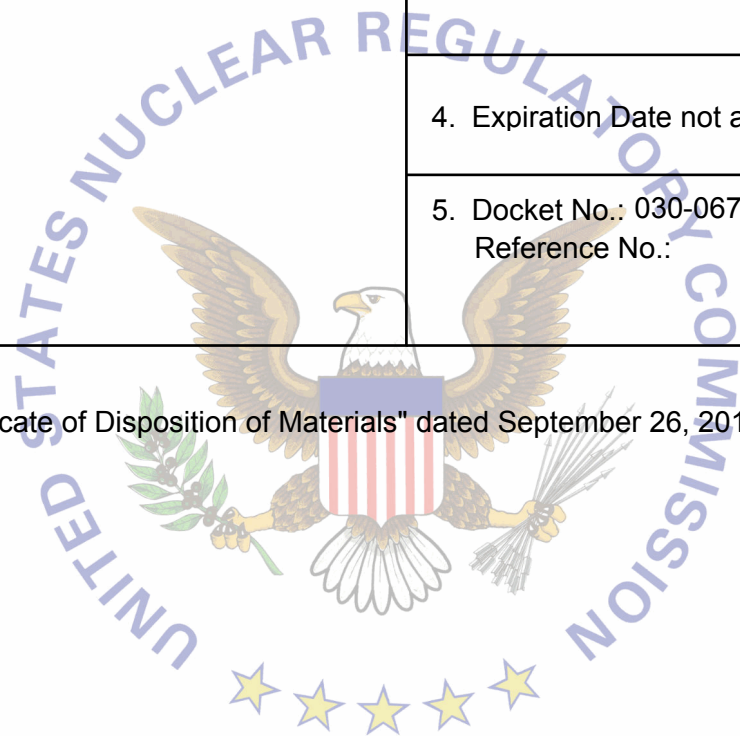 UNITED STATES NUCLEAR REGULATORY COMMISSION
4. Expiration Date not a
5. Docket No.: 030-067
Reference No.:
cate of Disposition of Materials" dated September 26, 201